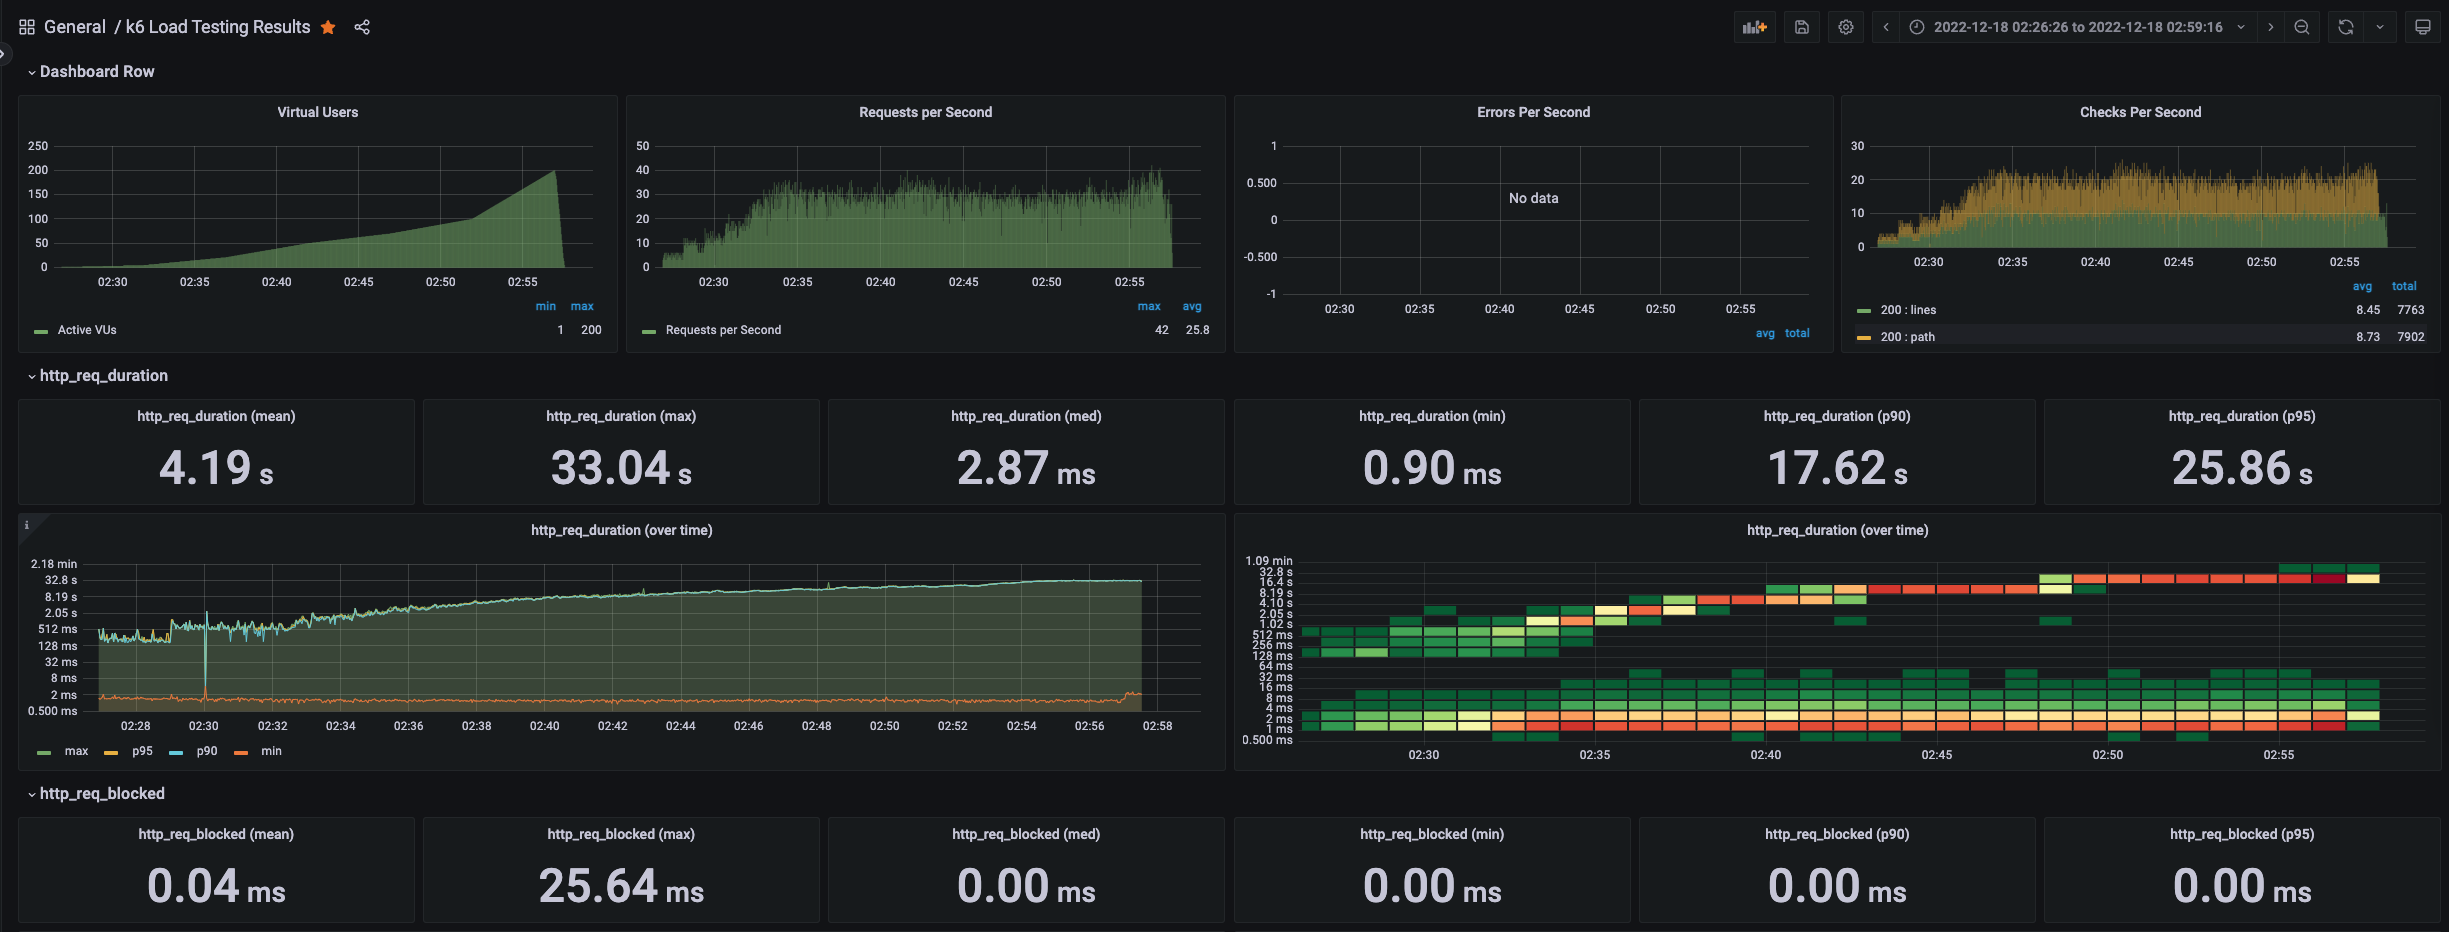 General / k6 Load Testing Results
2022-12-18 02:26:26 to 2022-12-18 02:59:16
Dashboard Row
Virtual Users
250
200
150
100
50
0
02:30 02:35 02:40 02:45 02:50 02:55
min max
Active VUs 1 200
Requests per Second
50
40
30
20
10
0
02:30 02:35 02:40 02:45 02:50 02:55
max avg
Requests per Second 42 25.8
Errors Per Second
1
0.500
0
-0.500
-1
No data
02:30 02:35 02:40 02:45 02:50 02:55
avg total
Checks Per Second
30
20
10
0
02:30 02:35 02:40 02:45 02:50 02:55
avg total
200 : lines 8.45 7763
200 : path 8.73 7902
http_req_duration
http_req_duration (mean)
4.19 s
http_req_duration (max)
33.04 s
http_req_duration (med)
2.87 ms
http_req_duration (min)
0.90 ms
http_req_duration (p90)
17.62 s
http_req_duration (p95)
25.86 s
i
http_req_duration (over time)
2.18 min
32.8 s
8.19 s
2.05 s
512 ms
128 ms
32 ms
8 ms
2 ms
0.500 ms
02:28 02:30 02:32 02:34 02:36 02:38 02:40 02:42 02:44 02:46 02:48 02:50 02:52 02:54 02:56 02:58
max p95 p90 min
http_req_duration (over time)
1.09 min
32.8 s
16.4 s
8.19 s
4.10 s
2.05 s
1.02 s
512 ms
256 ms
128 ms
64 ms
32 ms
16 ms
8 ms
4 ms
2 ms
1 ms
0.500 ms
02:30 02:35 02:40 02:45 02:50 02:55
http_req_blocked
http_req_blocked (mean)
0.04 ms
http_req_blocked (max)
25.64 ms
http_req_blocked (med)
0.00 ms
http_req_blocked (min)
0.00 ms
http_req_blocked (p90)
0.00 ms
http_req_blocked (p95)
0.00 ms